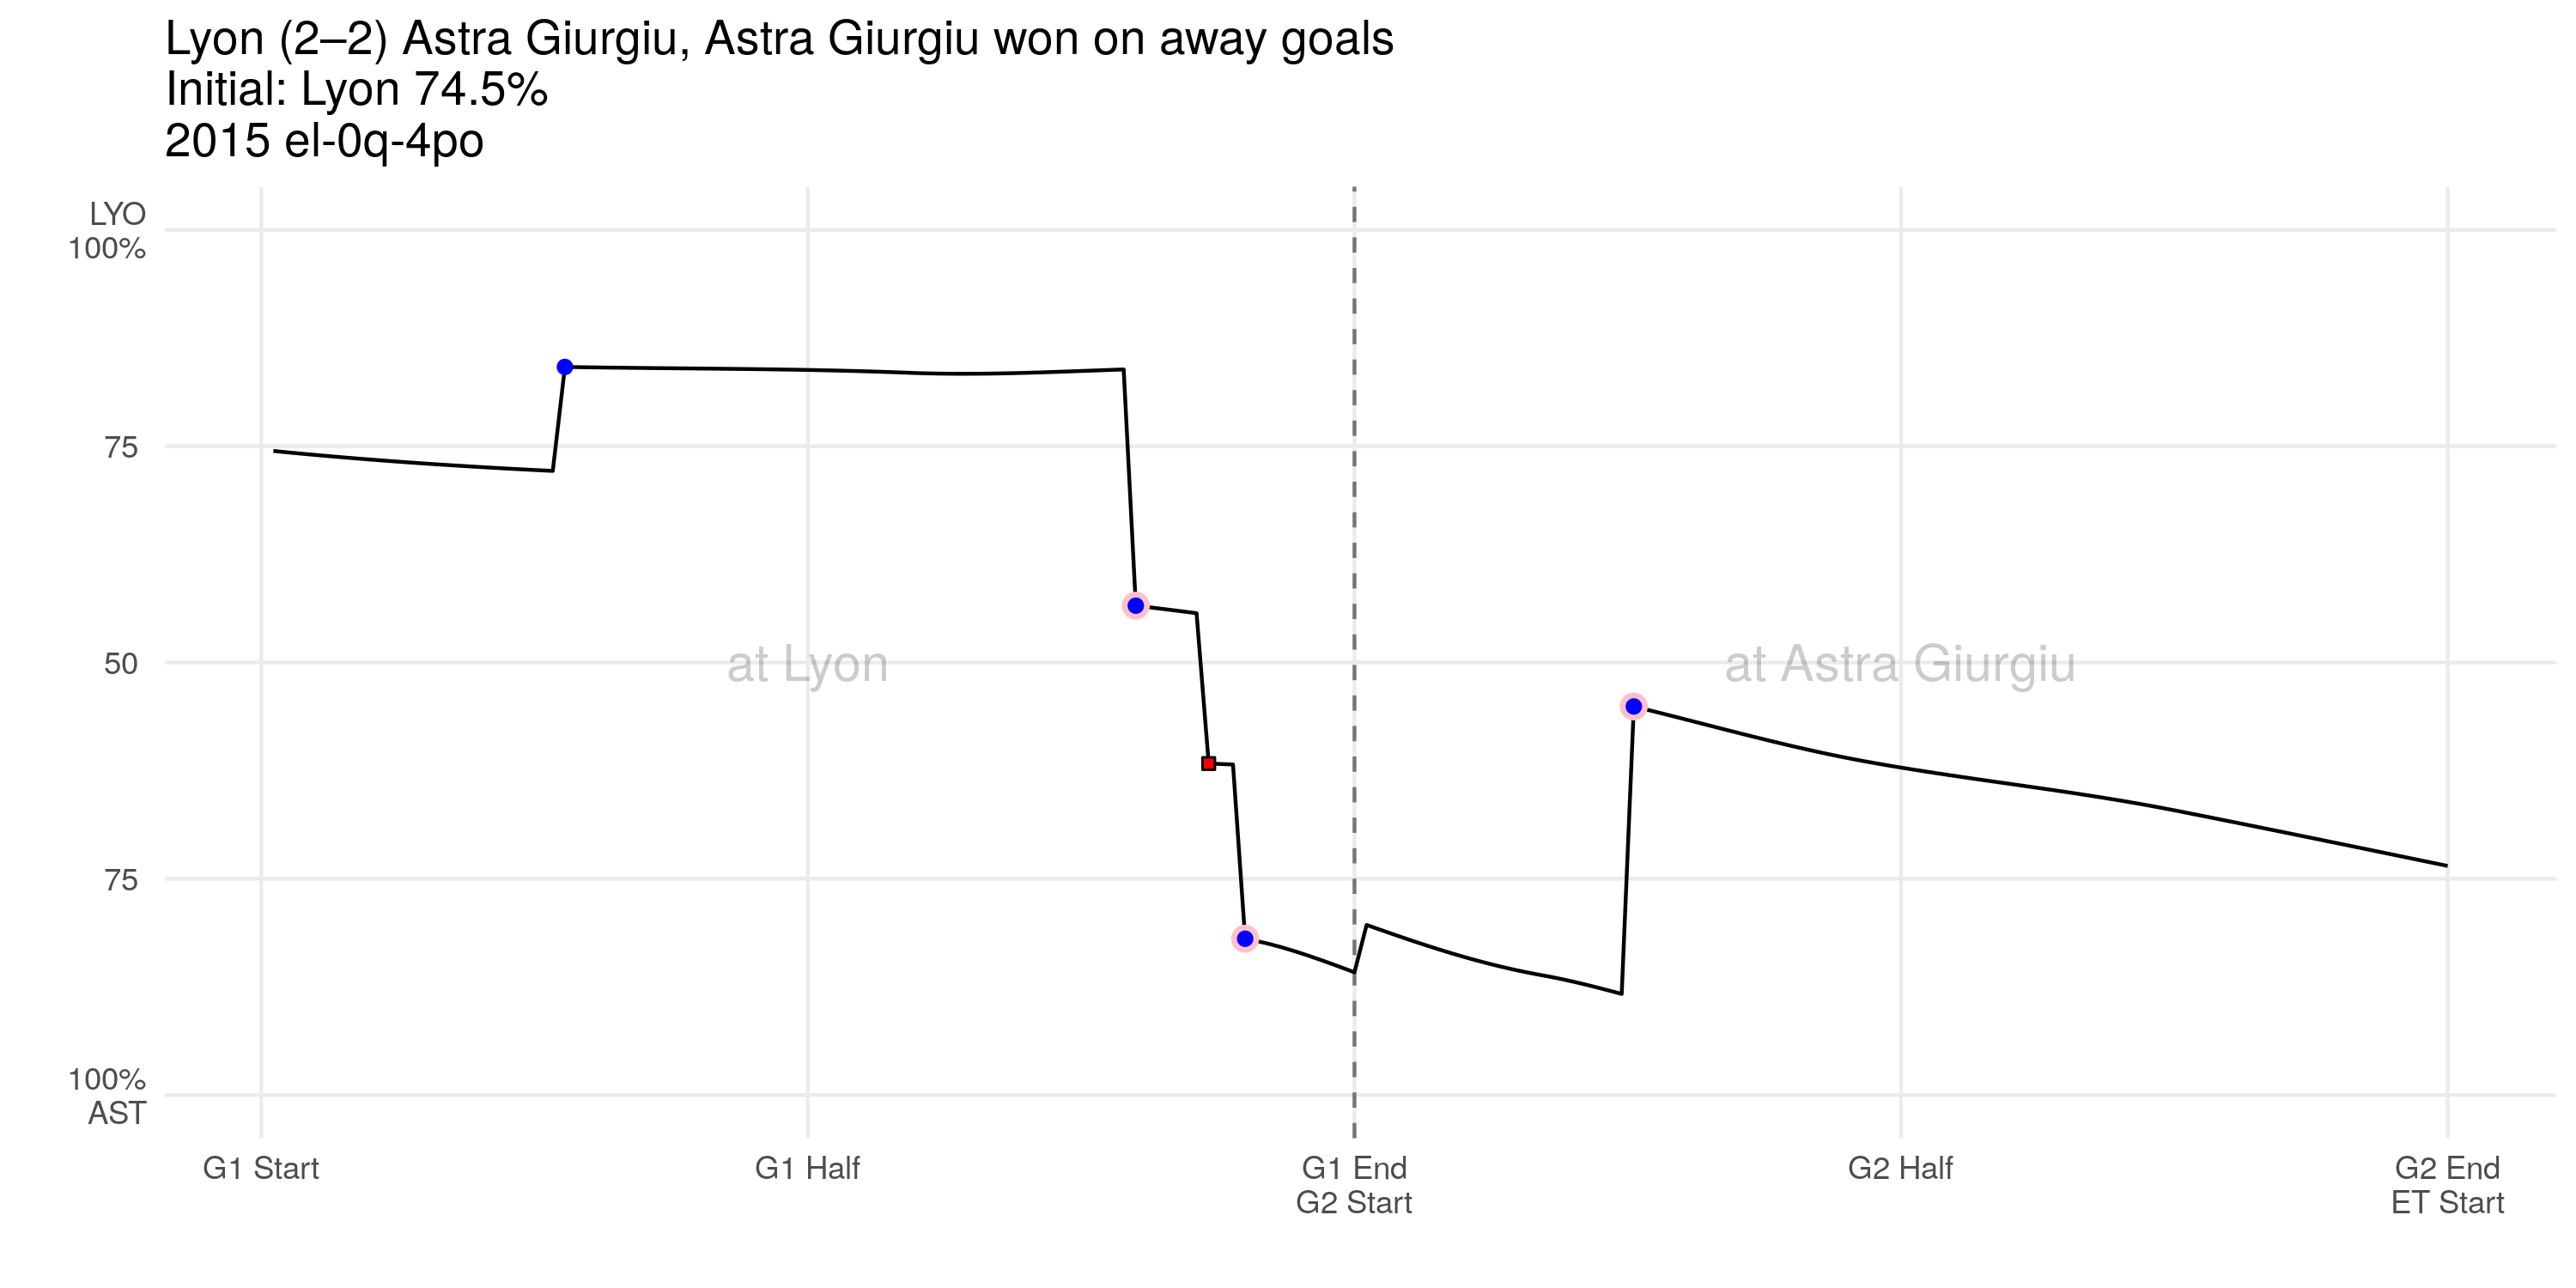 Lyon (2–2) Astra Giurgiu, Astra Giurgiu won on away goals
Initial: Lyon 74.5%
2015 el-0q-4po
LYO
100%
75
50
75
100%
AST
at Lyon
at Astra Giurgiu
G1 Start
G1 Half
G1 End
G2 Start
G2 Half
G2 End
ET Start